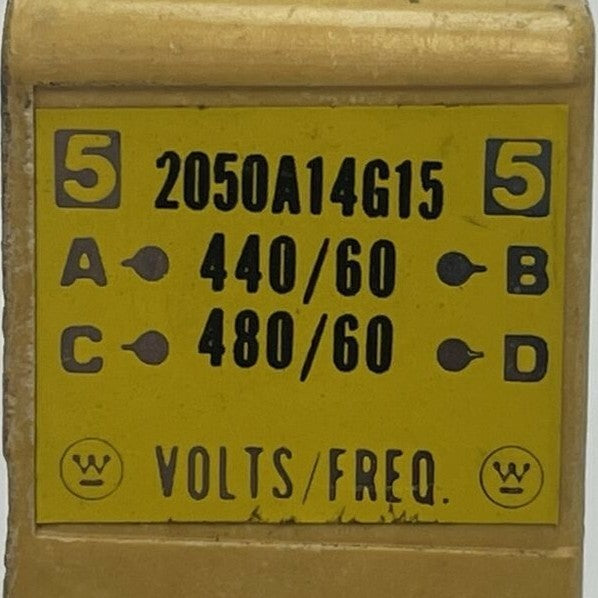 5 2050A14G15 5
A 440/60 B
C 480/60 D
W VOLTS/FREQ. W